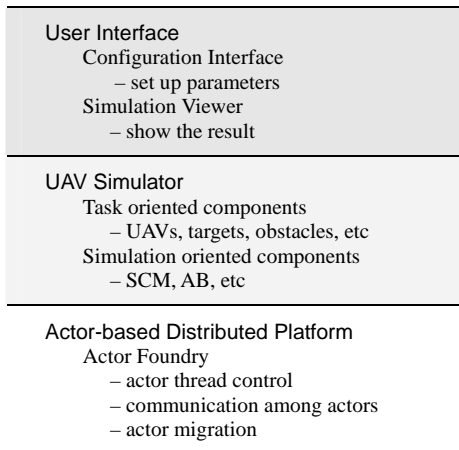 User Interface
Configuration Interface
– set up parameters
Simulation Viewer
– show the result
UAV Simulator
Task oriented components
– UAVs, targets, obstacles, etc
Simulation oriented components
– SCM, AB, etc
Actor-based Distributed Platform
Actor Foundry
– actor thread control
– communication among actors
– actor migration